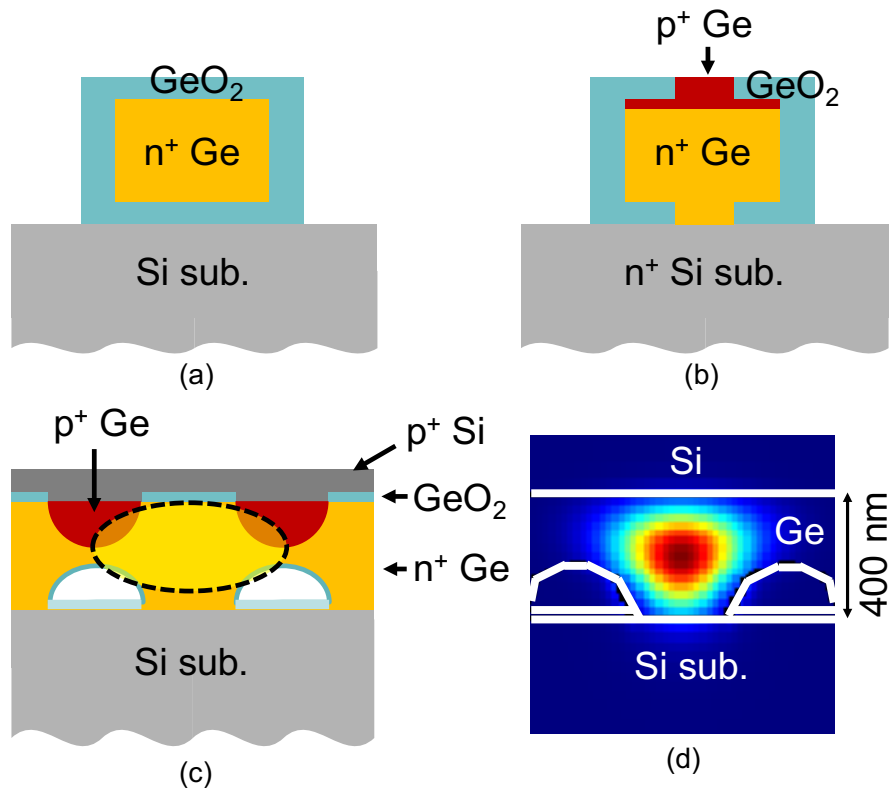 GeO₂
n⁺ Ge
Si sub.
(a)
p⁺ Ge
GeO₂
n⁺ Ge
n⁺ Si sub.
(b)
p⁺ Ge
p⁺ Si
GeO₂
n⁺ Ge
Si sub.
(c)
Si
Ge
400 nm
Si sub.
(d)